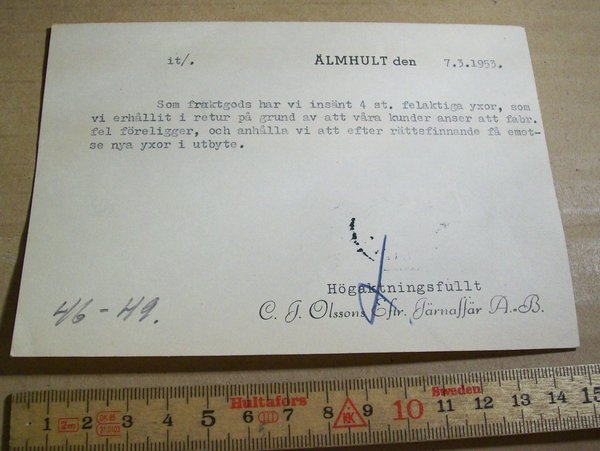 it/. ÄLMHULT den 7.3.1953.
Som fraktgods har vi insänt 4 st. felaktiga yxor, som
vi erhållit i retur på grund av att våra kunder anser att fabr.
fel föreligger, och anhålla vi att efter rättsfinnande få emot-
se nya yxor i utbyte.
Högaktningsfullt
C. J. Olssons Eftr. Järnaffär A.-B.
46-49.
Hultafors Sweden
1 2m 2 3 4 5 6 7 8 9 10 11 12 13 14 15